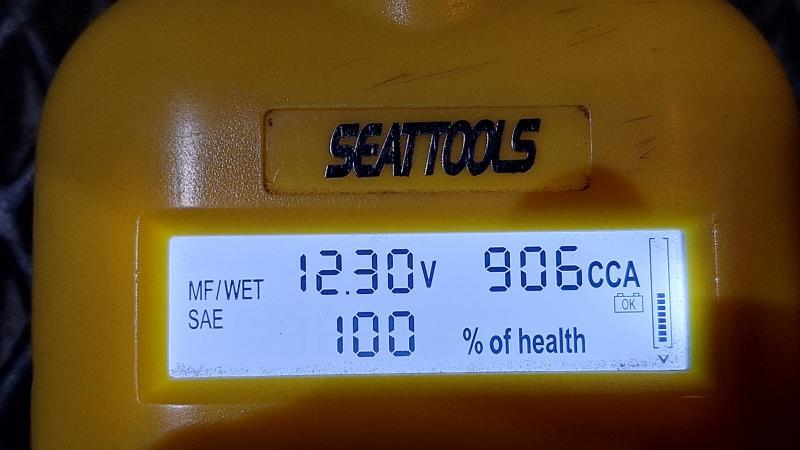 SEATTOOLS
MF/WET 12.30V 906CCA
OK
SAE 100 % of health